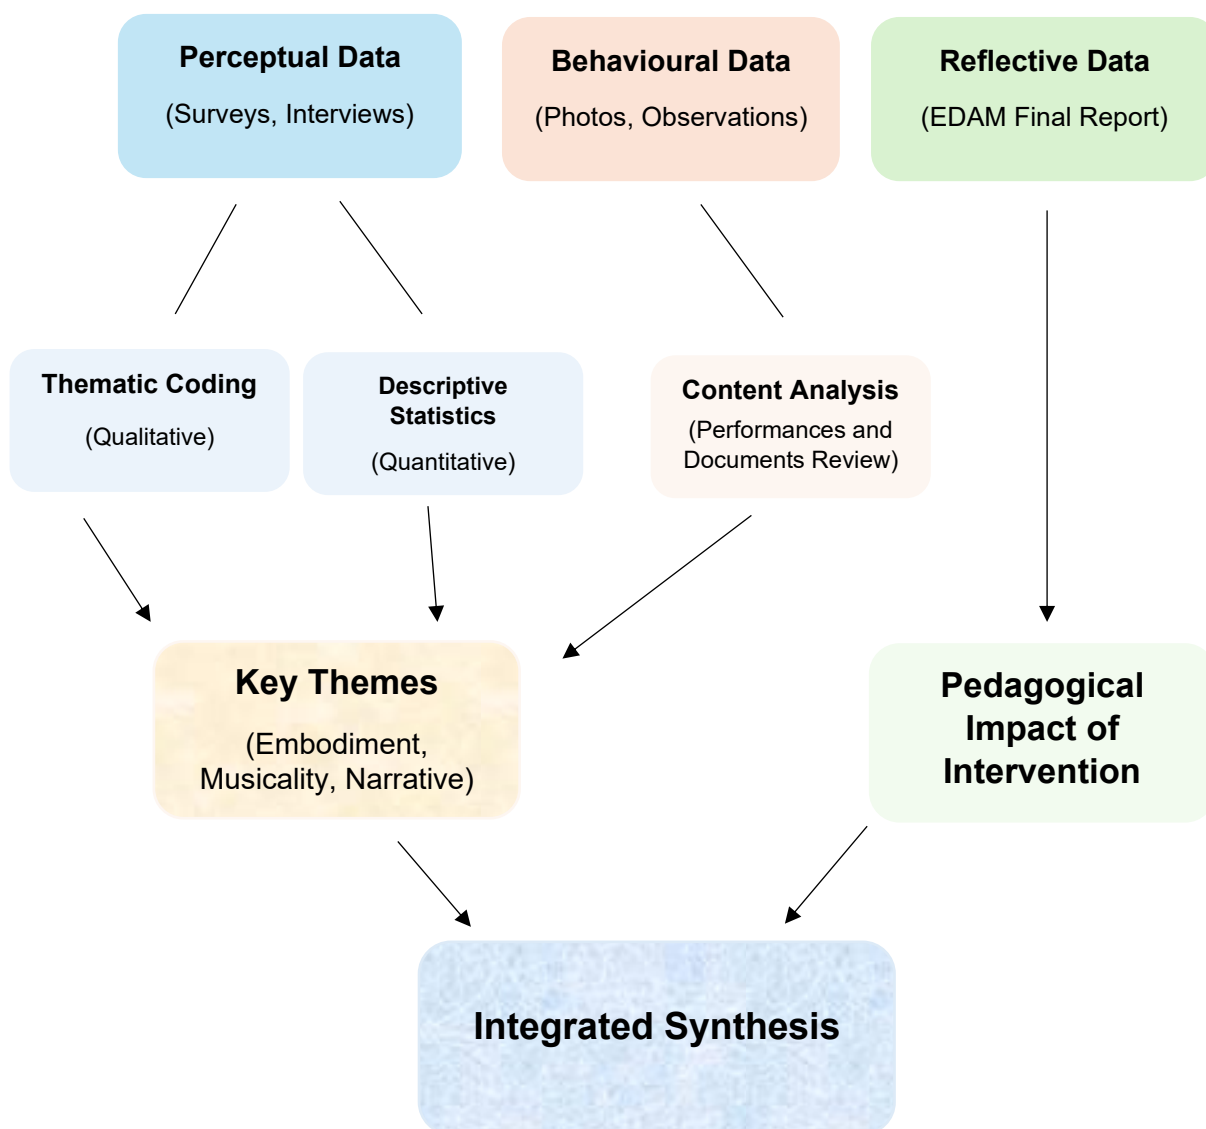 Perceptual Data
(Surveys, Interviews)
Behavioural Data
(Photos, Observations)
Reflective Data
(EDAM Final Report)
Thematic Coding
(Qualitative)
Descriptive
Statistics
(Quantitative)
Content Analysis
(Performances and
Documents Review)
Key Themes
(Embodiment,
Musicality, Narrative)
Pedagogical
Impact of
Intervention
Integrated Synthesis